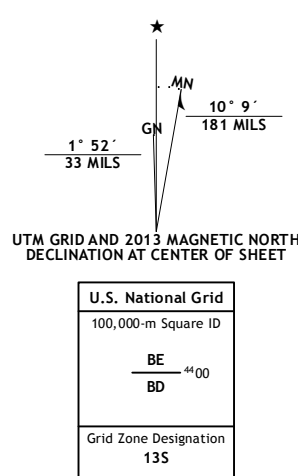 ★
MN
GN
10° 9´
181 MILS
1° 52´
33 MILS
UTM GRID AND 2013 MAGNETIC NORTH
DECLINATION AT CENTER OF SHEET
U.S. National Grid
100,000-m Square ID
BE
4400
BD
Grid Zone Designation
13S